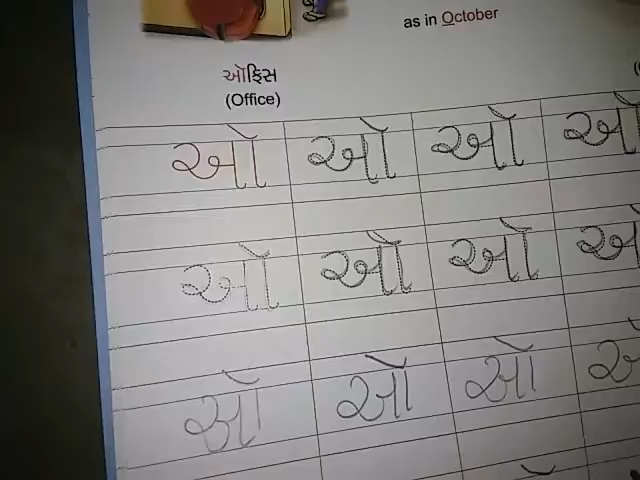 as in October
ઑફિસ
(Office)
ઑ ઑ ઑ ઑ
ઑ ઑ ઑ ઑ
ઑ ઑ ઑ